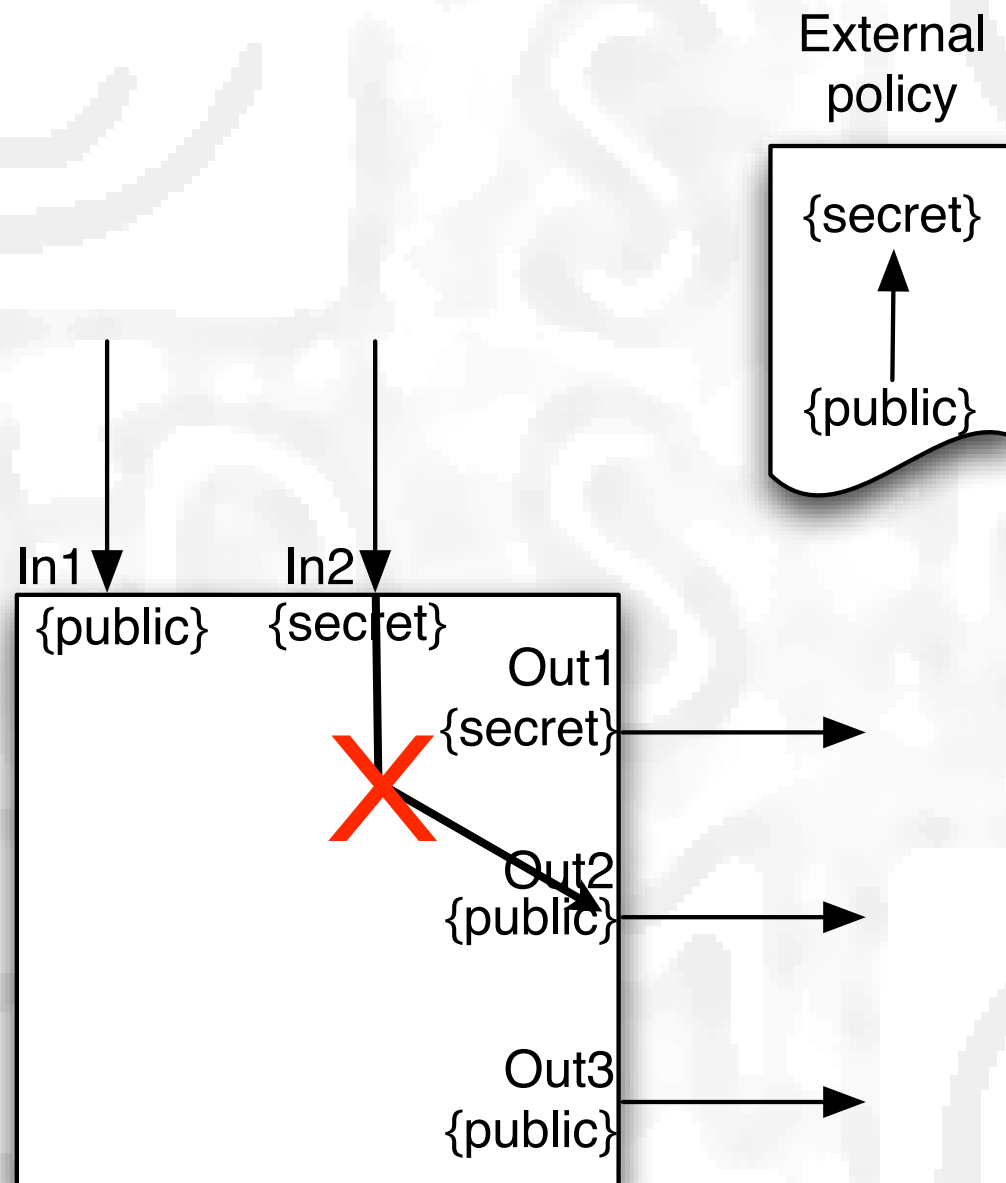 External
policy
{secret}
{public}
In1
In2
{public}
{secret}
Out1
{secret}
Out2
{public}
Out3
{public}